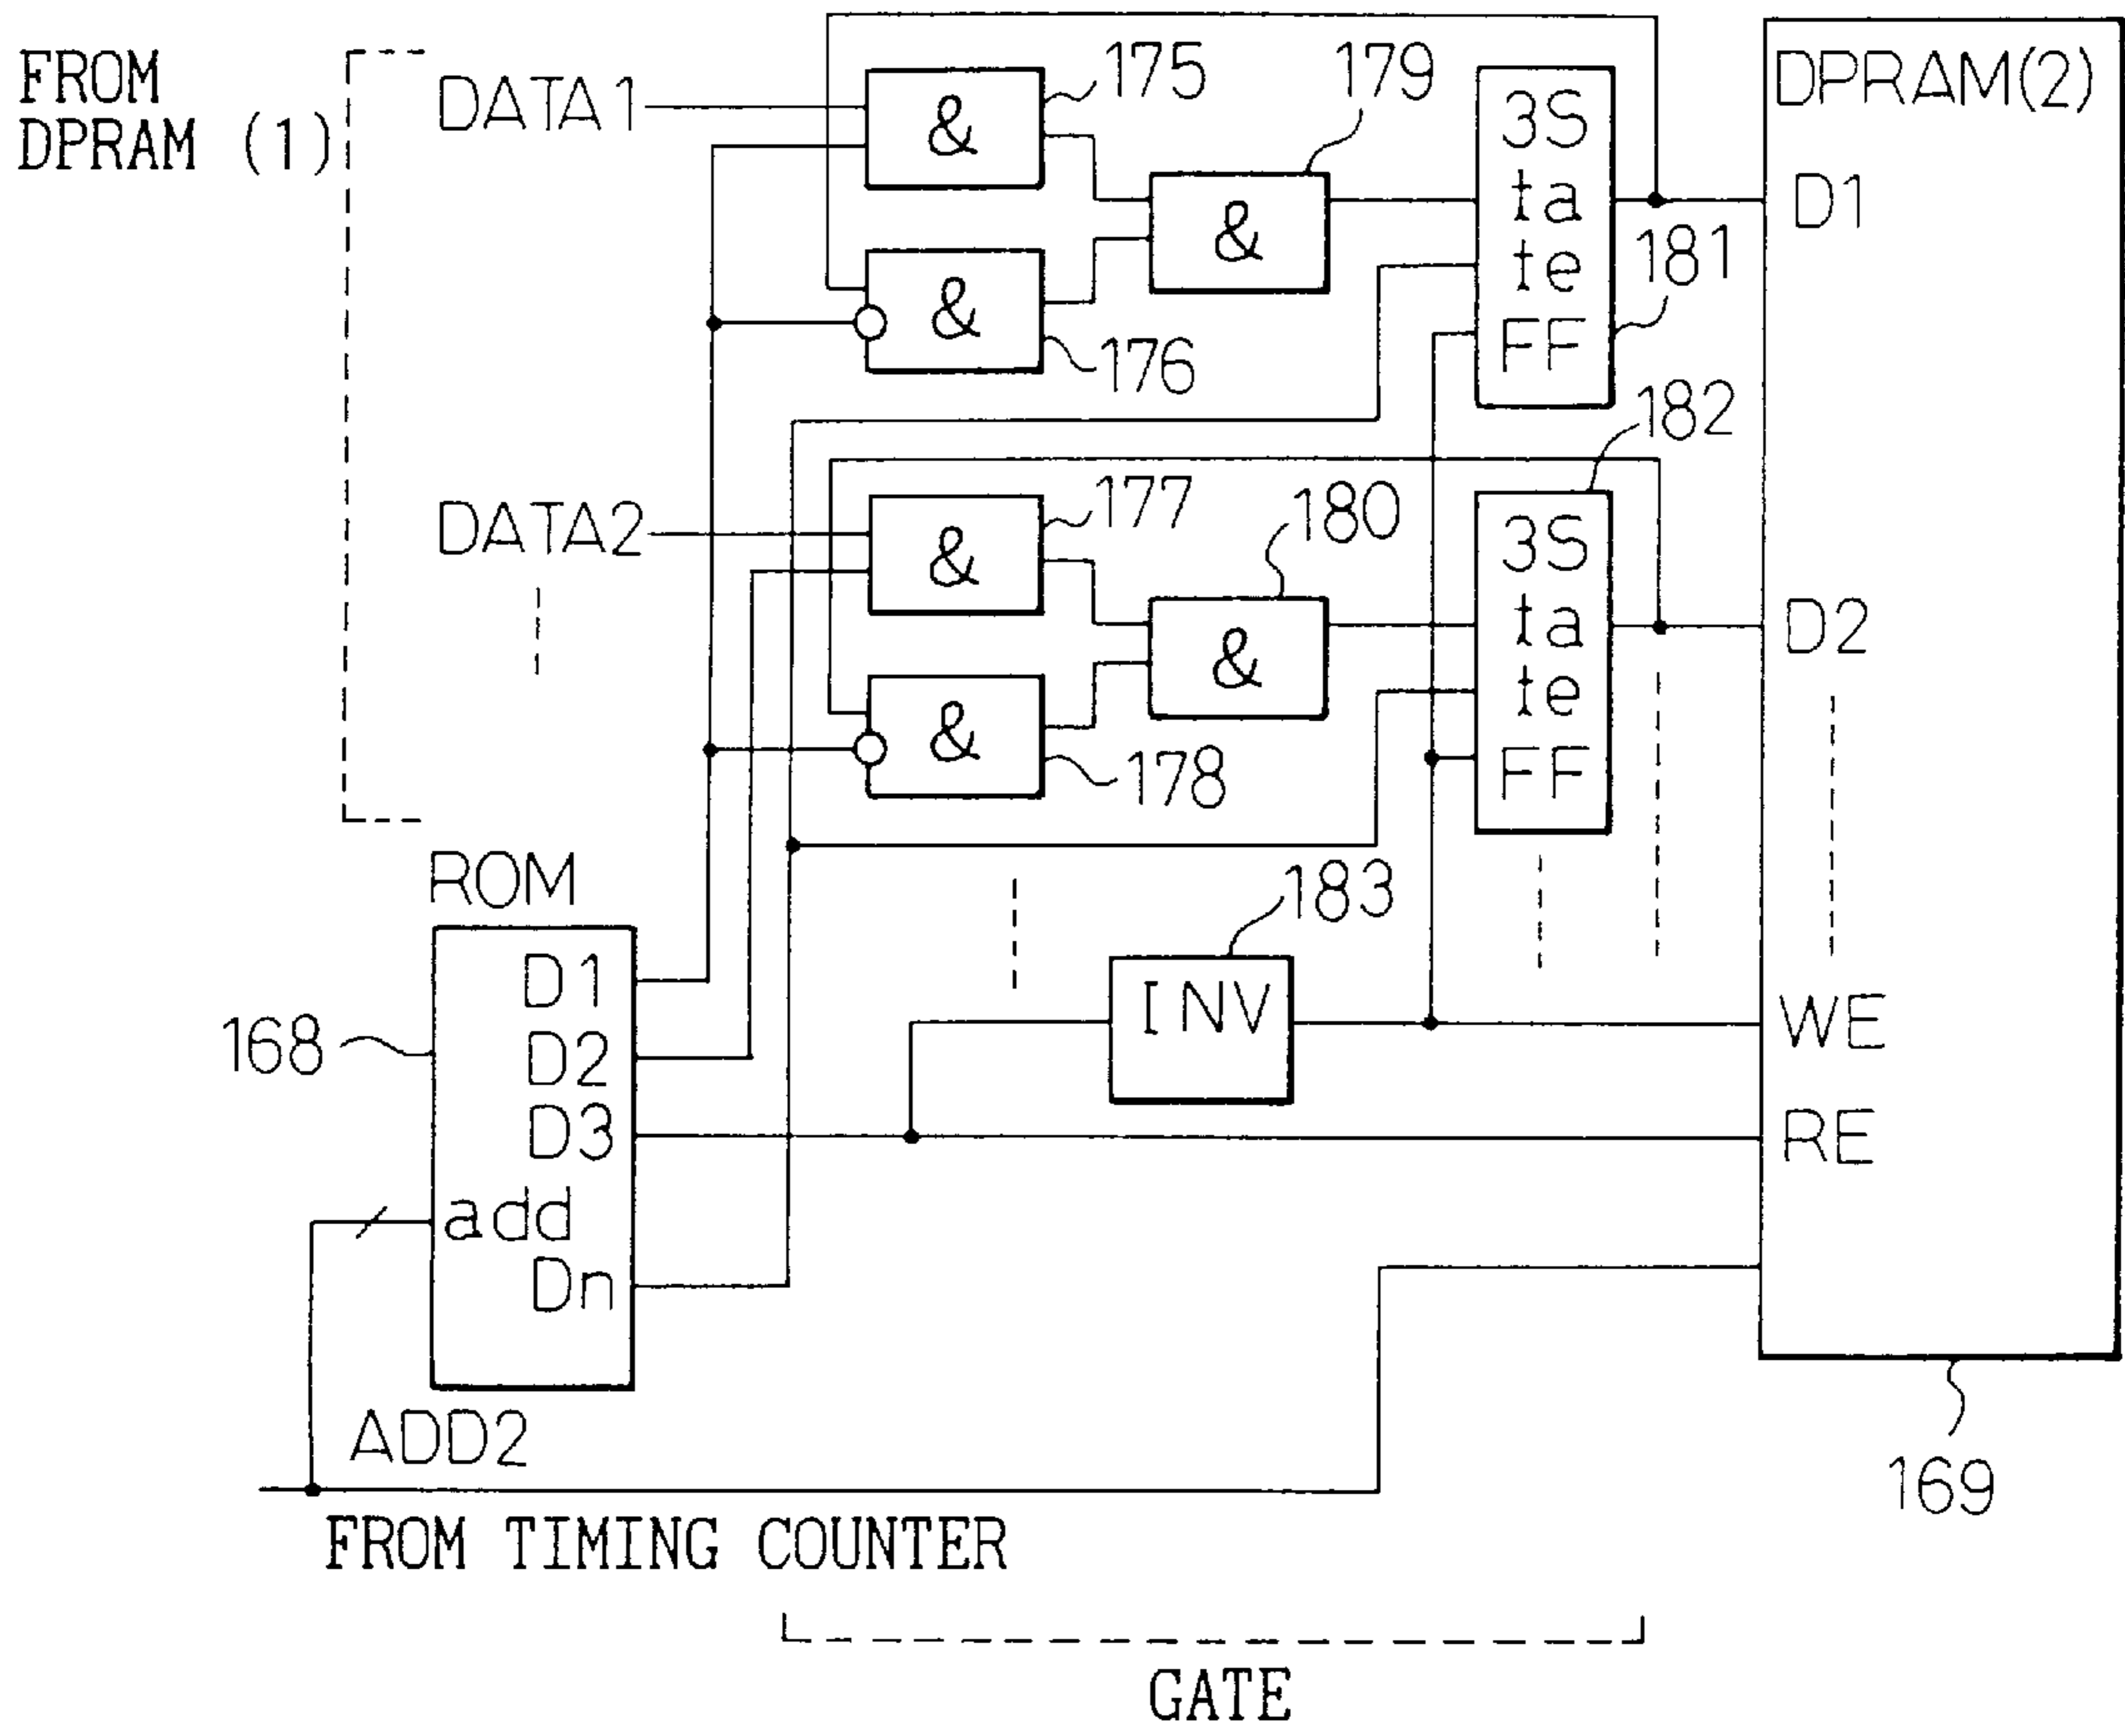 FROM
DPRAM (1)
DATA1
&
175
&
179
&
176
3S
ta
te
FF
181
DPRAM(2)
D1
DATA2
&
177
&
180
&
178
3S
ta
te
FF
182
D2
ROM
168
D1
D2
D3
add
Dn
INV
183
WE
RE
169
ADD2
FROM TIMING COUNTER
GATE